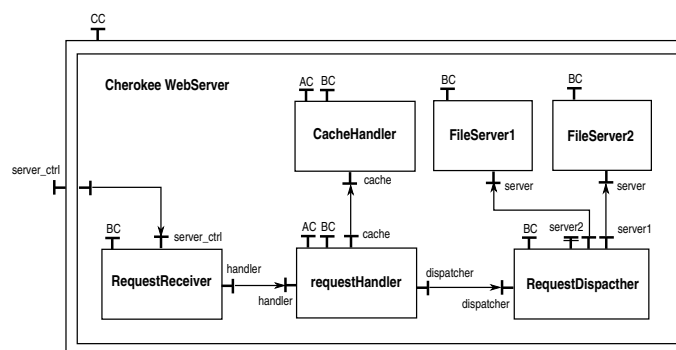 CC
Cherokee WebServer
AC BC
BC
BC
CacheHandler
FileServer1
FileServer2
server_ctrl
cache
server
server
BC
server_ctrl
AC BC
cache
BC
server2
server1
RequestReceiver
handler
handler
requestHandler
dispatcher
dispatcher
RequestDispacther